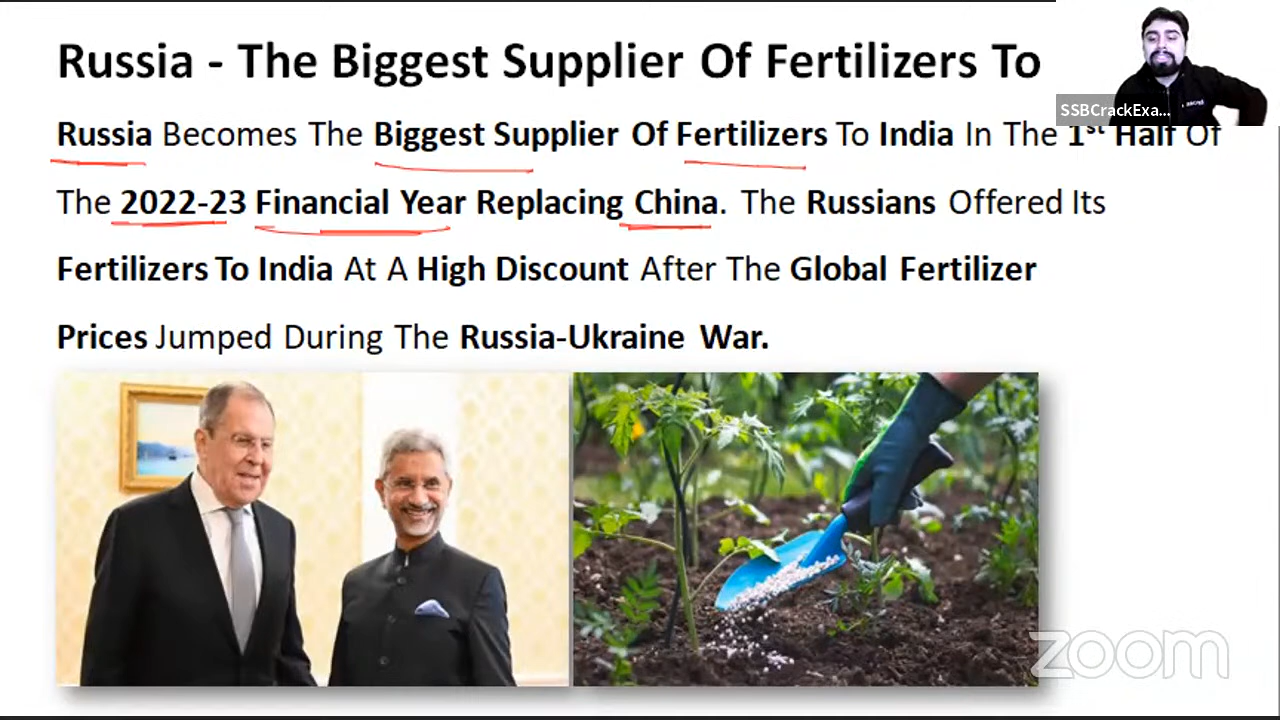 Russia - The Biggest Supplier Of Fertilizers To
SSBCrackExa...
Russia Becomes The Biggest Supplier Of Fertilizers To India In The 1st Half Of
The 2022-23 Financial Year Replacing China. The Russians Offered Its
Fertilizers To India At A High Discount After The Global Fertilizer
Prices Jumped During The Russia-Ukraine War.
zoom